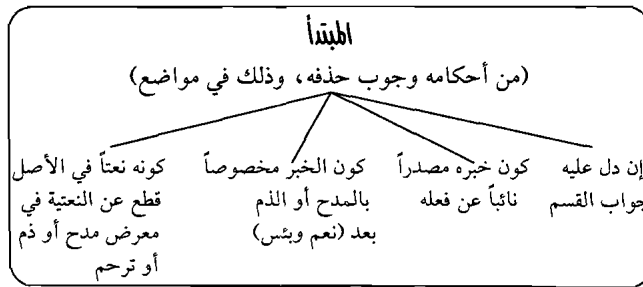 المبتدأ
(من أحكامه وجوب حذفه، وذلك في مواضع)
إن دل عليه
جواب القسم
كون خبره مصدراً
نائباً عن فعله
كون الخبر مخصوصاً
بالمدح أو الذم
بعد (نعم وبئس)
كونه نعتاً في الأصل
قطع عن النعتية في
معرض مدح أو ذم
أو ترحم